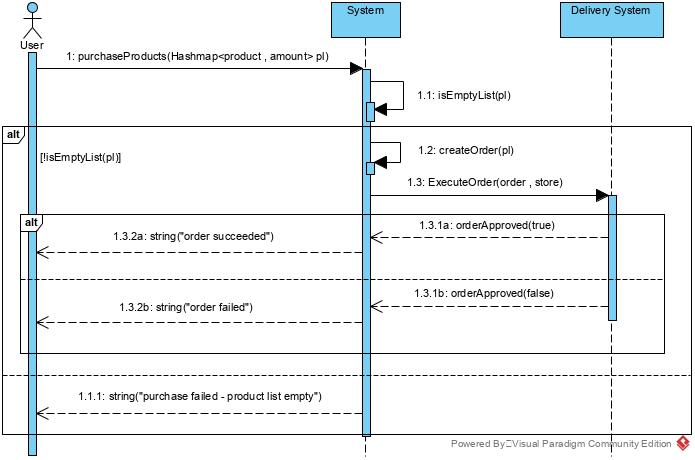 System
Delivery System
User
1: purchaseProducts(Hashmap<product , amount> pl)
1.1: isEmptyList(pl)
alt
[!isEmptyList(pl)]
1.2: createOrder(pl)
1.3: ExecuteOrder(order , store)
alt
1.3.1a: orderApproved(true)
1.3.2a: string("order succeeded")
1.3.1b: orderApproved(false)
1.3.2b: string("order failed")
1.1.1: string("purchase failed - product list empty")
Powered By Visual Paradigm Community Edition